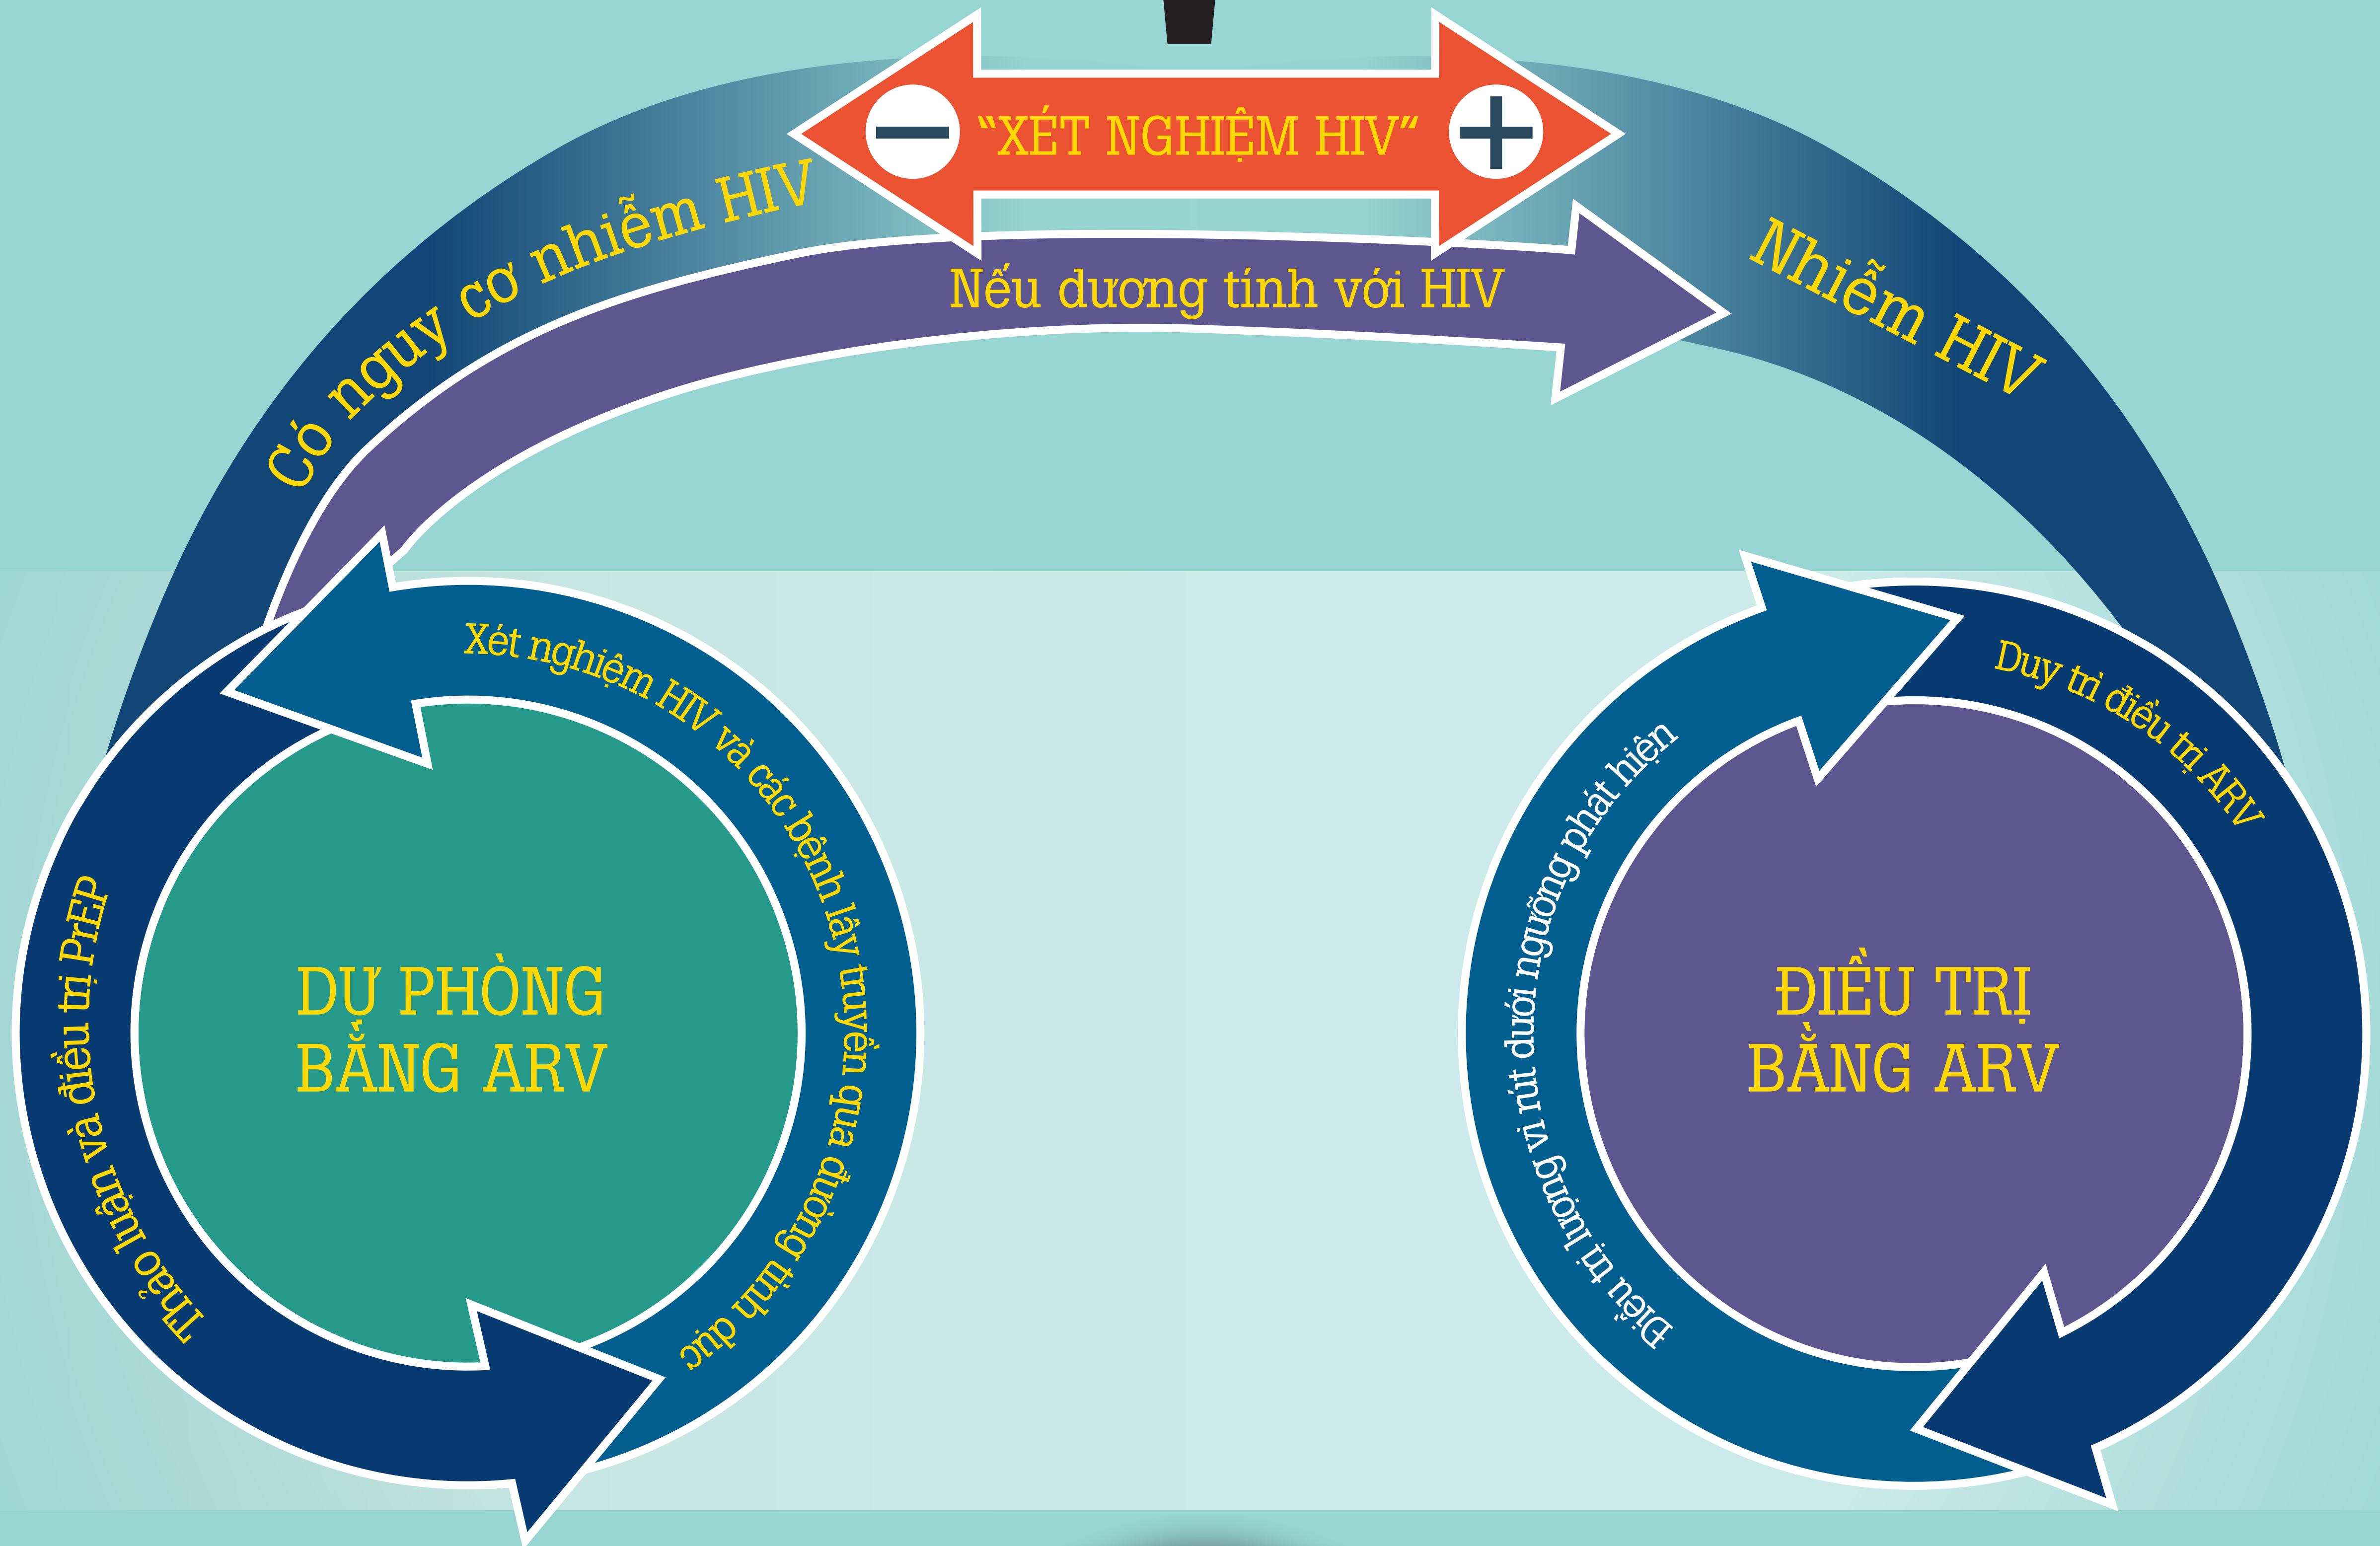 “XÉT NGHIỆM HIV”
Có nguy cơ nhiễm HIV
Nếu dương tính với HIV
Nhiễm HIV
Xét nghiệm HIV và các bệnh lây truyền qua đường tình dục
Thảo luận và điều trị PrEP
DỰ PHÒNG
BẰNG ARV
Duy trì điều trị ARV
Điều trị lượng vi rút dưới ngưỡng phát hiện
ĐIỀU TRỊ
BẰNG ARV